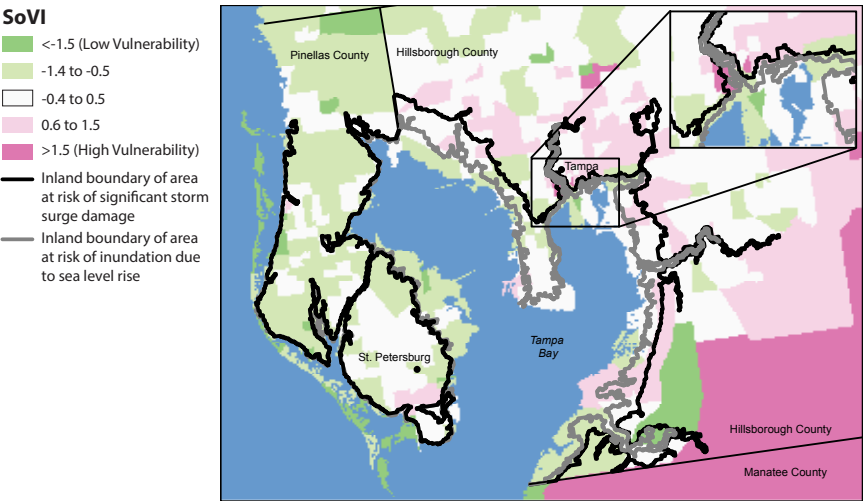 SoVI
<-1.5 (Low Vulnerability)
-1.4 to -0.5
-0.4 to 0.5
0.6 to 1.5
>1.5 (High Vulnerability)
Inland boundary of area
at risk of significant storm
surge damage
Inland boundary of area
at risk of inundation due
to sea level rise
Pinellas County
Hillsborough County
Tampa
Tampa
Bay
St. Petersburg
Hillsborough County
Manatee County